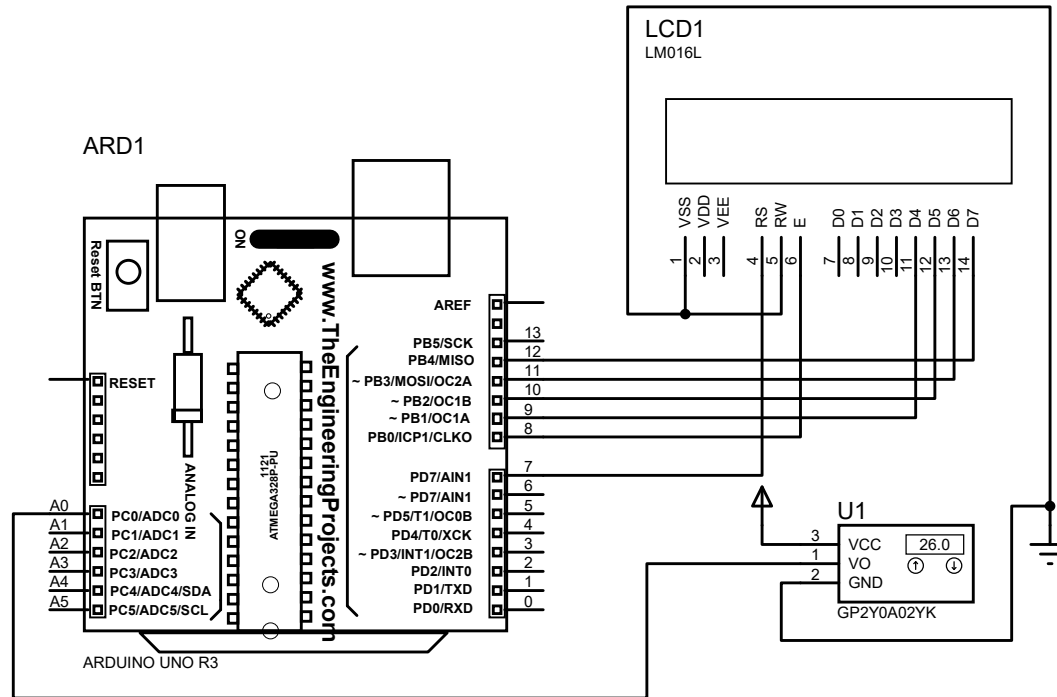 LCD1
LM016L
VSS
VDD
VEE
RS
RW
E
D0
D1
D2
D3
D4
D5
D6
D7
1
2
3
4
5
6
7
8
9
10
11
12
13
14
ARD1
ON
Reset BTN
www.TheEngineeringProjects.com
AREF
PB5/SCK 13
PB4/MISO 12
~ PB3/MOSI/OC2A 11
~ PB2/OC1B 10
~ PB1/OC1A 9
PB0/ICP1/CLKO 8
RESET
ANALOG IN
1121
ATMEGA328P-PU
PD7/AIN1 7
~ PD7/AIN1 6
~ PD5/T1/OC0B 5
PD4/T0/XCK 4
~ PD3/INT1/OC2B 3
PD2/INT0 2
PD1/TXD 1
PD0/RXD 0
A0 PC0/ADC0
A1 PC1/ADC1
A2 PC2/ADC2
A3 PC3/ADC3
A4 PC4/ADC4/SDA
A5 PC5/ADC5/SCL
ARDUINO UNO R3
U1
3 VCC 26.0
1 VO
2 GND
GP2Y0A02YK